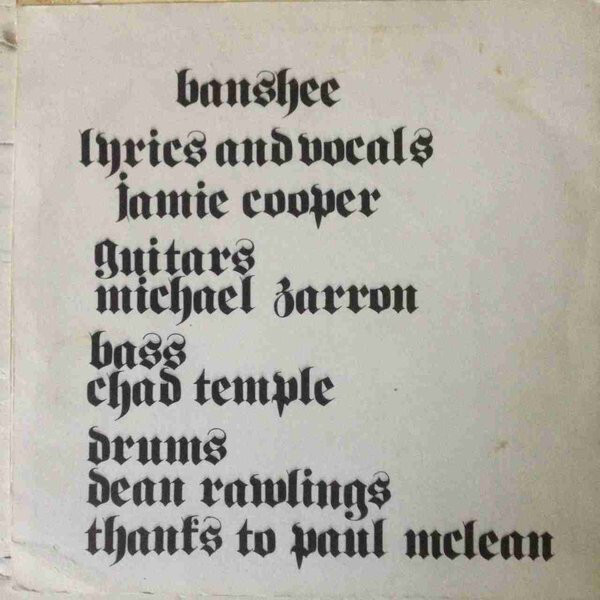 banshee
lyrics and vocals
jamie cooper
guitars
michael zarron
bass
chad temple
drums
dean rawlings
thanks to paul mclean